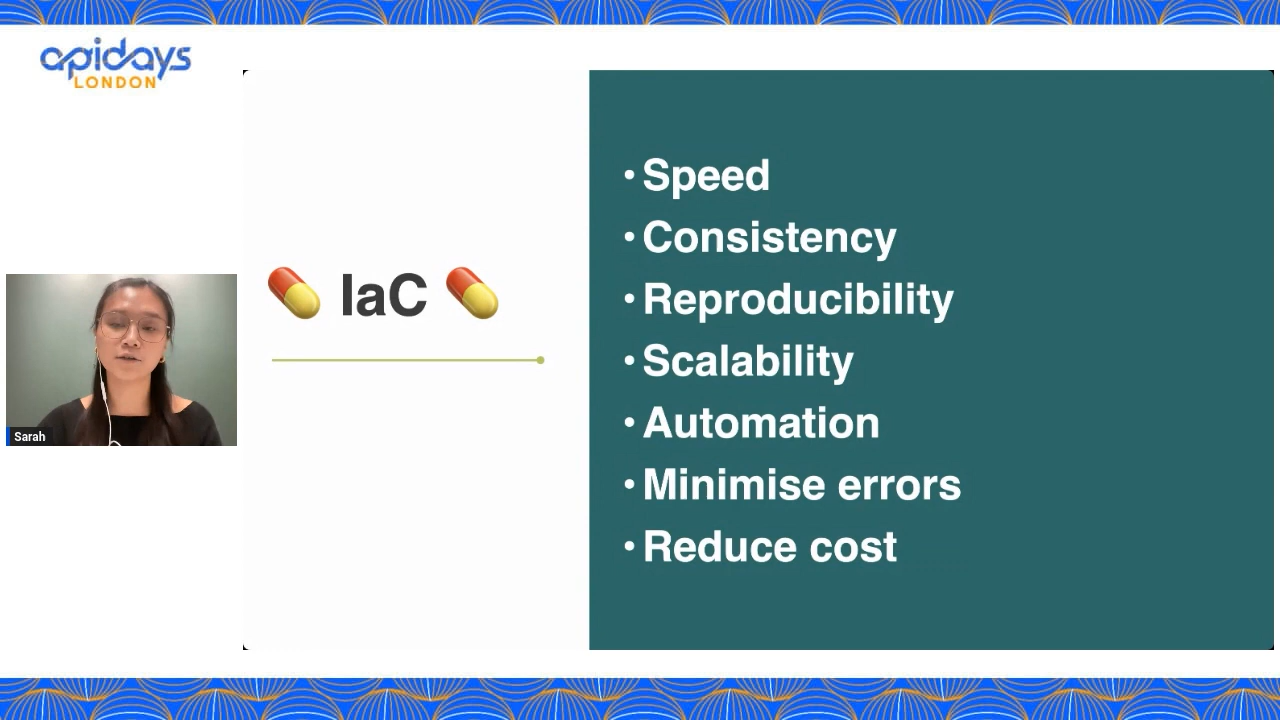 apidays
LONDON
IaC
• Speed
• Consistency
• Reproducibility
• Scalability
• Automation
• Minimise errors
• Reduce cost
Sarah